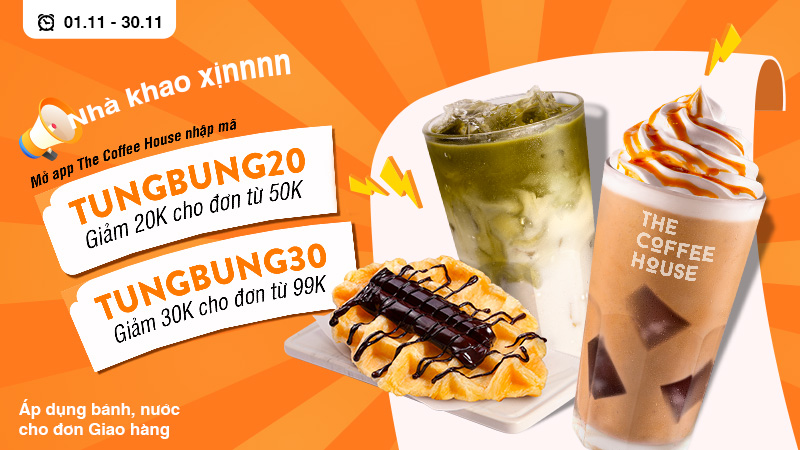 01.11 - 30.11
Nhà khao xịnnnn
Mở app The Coffee House nhập mã
TUNGBUNG20
Giảm 20K cho đơn từ 50K
TUNGBUNG30
Giảm 30K cho đơn từ 99K
THE
COFFEE
HOUSE
Áp dụng bánh, nước
cho đơn Giao hàng